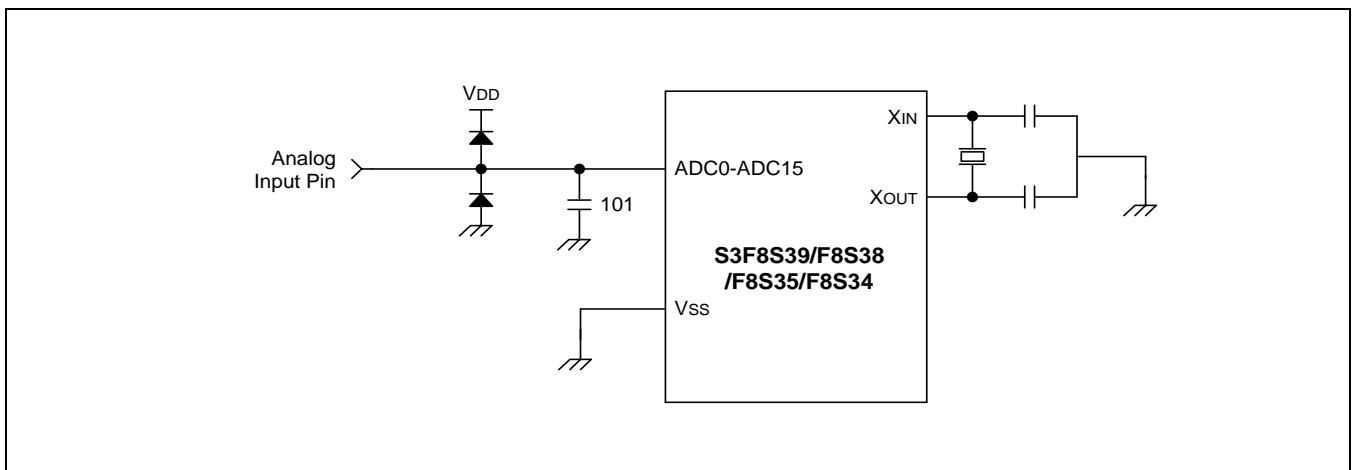 VDD
Analog
Input Pin
101
ADC0-ADC15
XIN
XOUT
S3F8S39/F8S38
/F8S35/F8S34
VSS